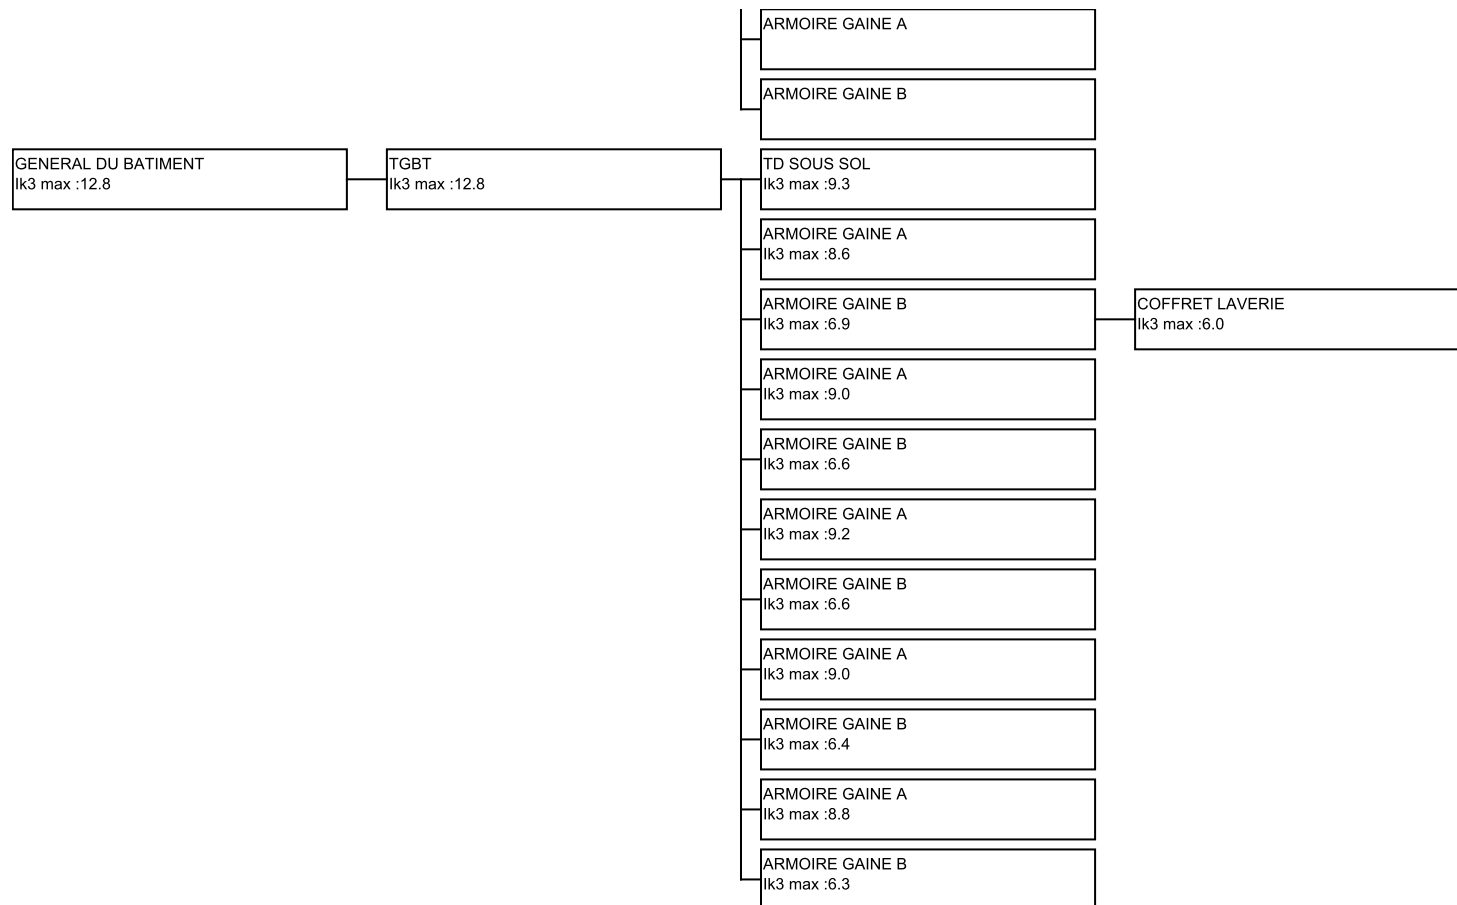 ARMOIRE GAINE A
ARMOIRE GAINE B
GENERAL DU BATIMENT
Ik3 max :12.8
TGBT
Ik3 max :12.8
TD SOUS SOL
Ik3 max :9.3
ARMOIRE GAINE A
Ik3 max :8.6
ARMOIRE GAINE B
Ik3 max :6.9
COFFRET LAVERIE
Ik3 max :6.0
ARMOIRE GAINE A
Ik3 max :9.0
ARMOIRE GAINE B
Ik3 max :6.6
ARMOIRE GAINE A
Ik3 max :9.2
ARMOIRE GAINE B
Ik3 max :6.6
ARMOIRE GAINE A
Ik3 max :9.0
ARMOIRE GAINE B
Ik3 max :6.4
ARMOIRE GAINE A
Ik3 max :8.8
ARMOIRE GAINE B
Ik3 max :6.3